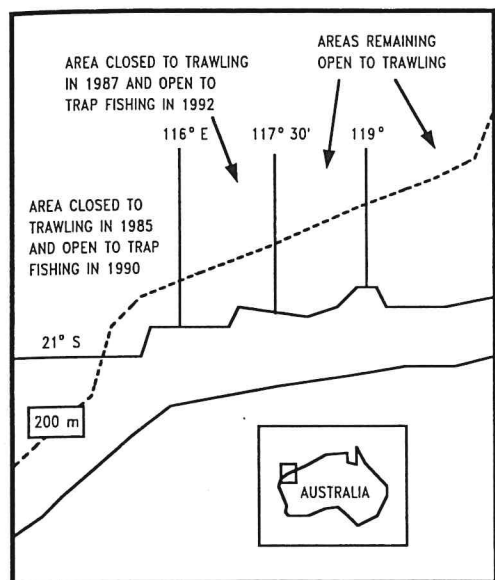 AREA CLOSED TO TRAWLING
IN 1987 AND OPEN TO
TRAP FISHING IN 1992
AREAS REMAINING
OPEN TO TRAWLING
116° E
117° 30'
119°
AREA CLOSED TO
TRAWLING IN 1985
AND OPEN TO TRAP
FISHING IN 1990
21° S
200 m
AUSTRALIA